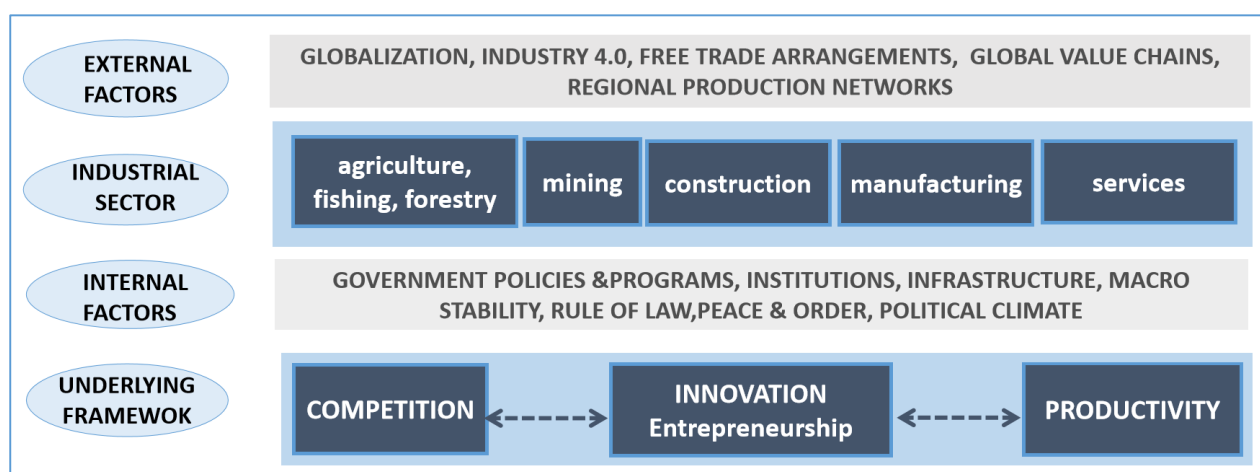 EXTERNAL
FACTORS
GLOBALIZATION, INDUSTRY 4.0, FREE TRADE ARRANGEMENTS, GLOBAL VALUE CHAINS,
REGIONAL PRODUCTION NETWORKS
INDUSTRIAL
SECTOR
agriculture,
fishing, forestry
mining
construction
manufacturing
services
INTERNAL
FACTORS
GOVERNMENT POLICIES &PROGRAMS, INSTITUTIONS, INFRASTRUCTURE, MACRO
STABILITY, RULE OF LAW,PEACE & ORDER, POLITICAL CLIMATE
UNDERLYING
FRAMEWOK
COMPETITION
INNOVATION
Entrepreneurship
PRODUCTIVITY